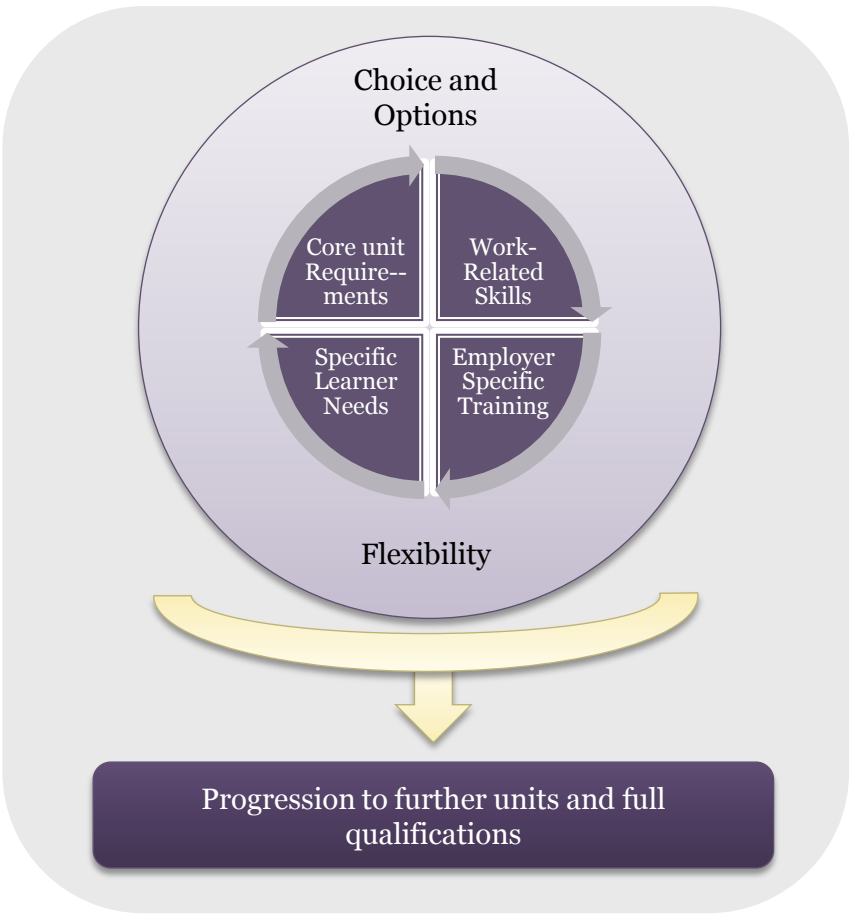 Choice and
Options
Core unit
Require--
ments
Work-
Related
Skills
Specific
Learner
Needs
Employer
Specific
Training
Flexibility
Progression to further units and full
qualifications